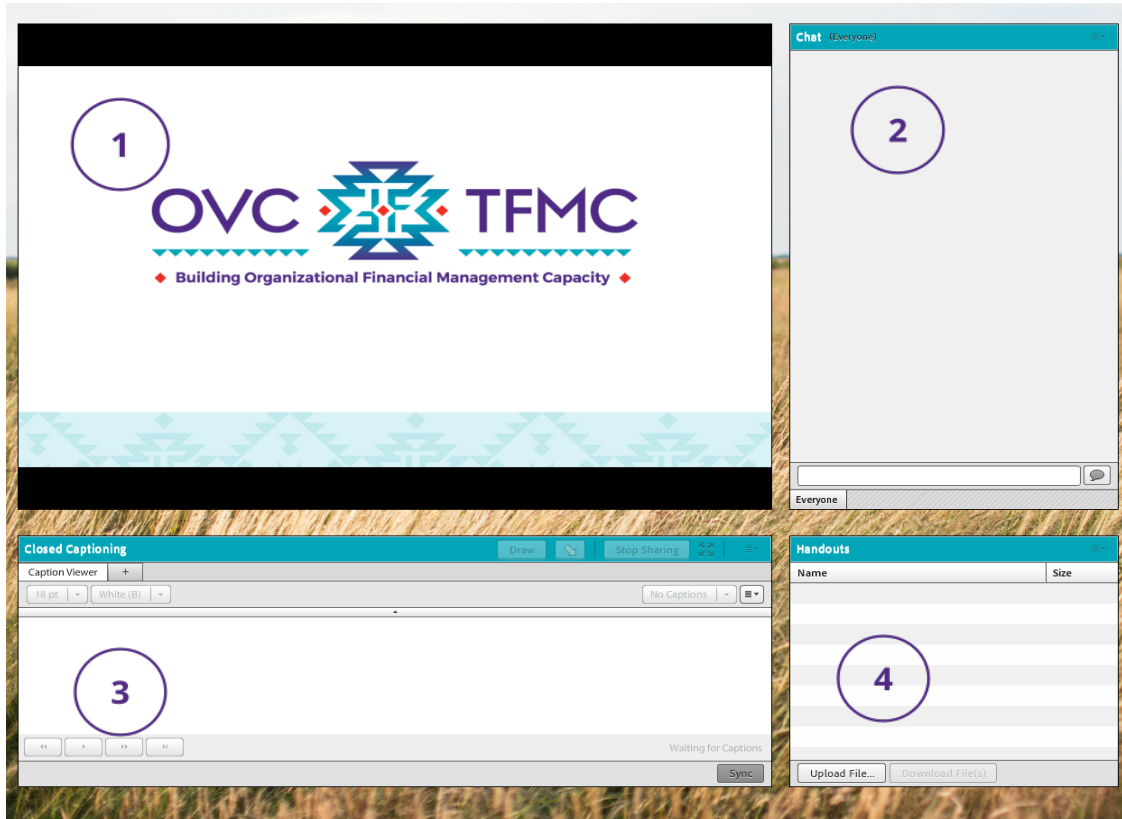 1
OVC TFMC
Building Organizational Financial Management Capacity
Chat (Everyone)
2
Everyone
Closed Captioning
Draw
Stop Sharing
Caption Viewer +
18 pt White (B) No Captions
3
Waiting for Captions
Sync
Handouts
Name Size
4
Upload File... Download File(s)